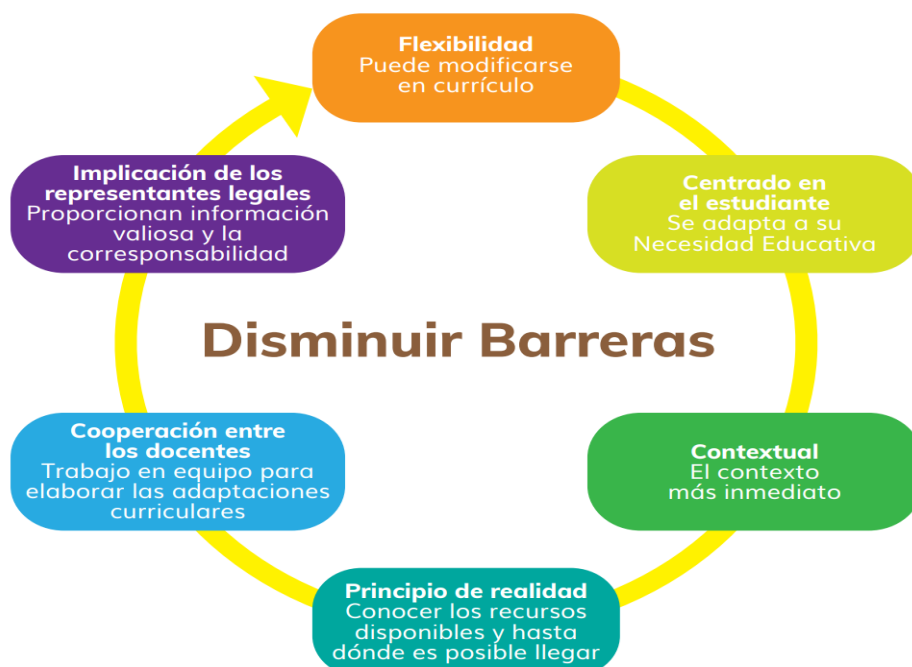 Flexibilidad
Puede modificarse
en currículo
Centrado en
el estudiante
Se adapta a su
Necesidad Educativa
Contextual
El contexto
más inmediato
Principio de realidad
Conocer los recursos
disponibles y hasta
dónde es posible llegar
Cooperación entre
los docentes
Trabajo en equipo para
elaborar las adaptaciones
curriculares
Implicación de los
representantes legales
Proporcionan información
valiosa y la
corresponsabilidad
Disminuir Barreras